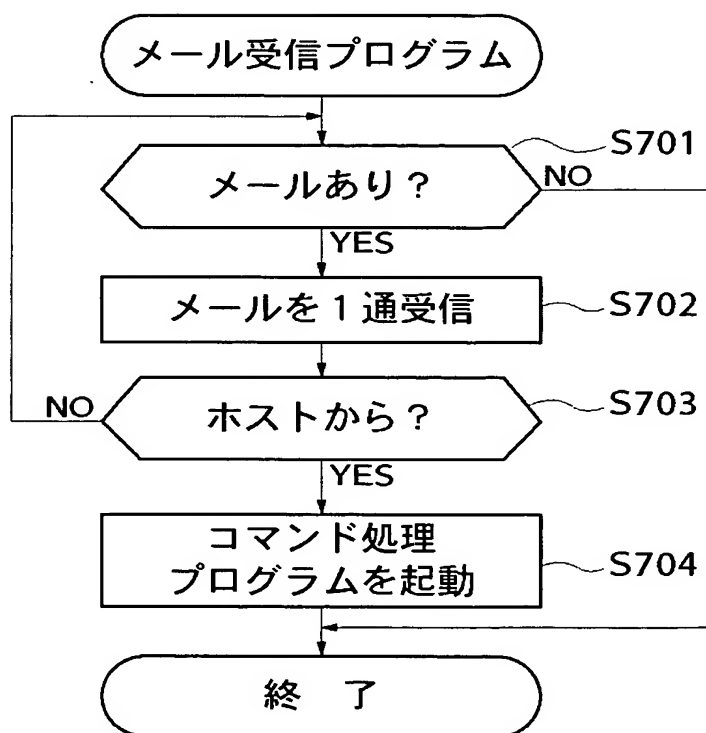 メール受信プログラム
S701
メールあり？
NO
YES
メールを１通受信
S702
ホストから？
S703
NO
YES
コマンド処理
プログラムを起動
S704
終　了